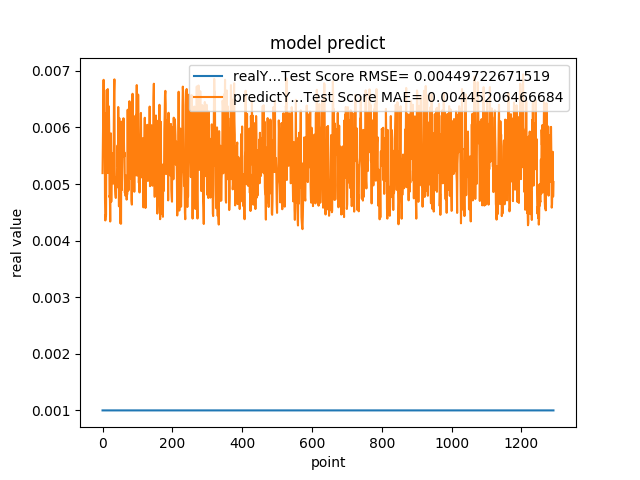 model predict
realY...Test Score RMSE= 0.00449722671519
predictY...Test Score MAE= 0.00445206466684
0.007
0.006
0.005
0.004
0.003
0.002
0.001
real value
0 200 400 600 800 1000 1200
point